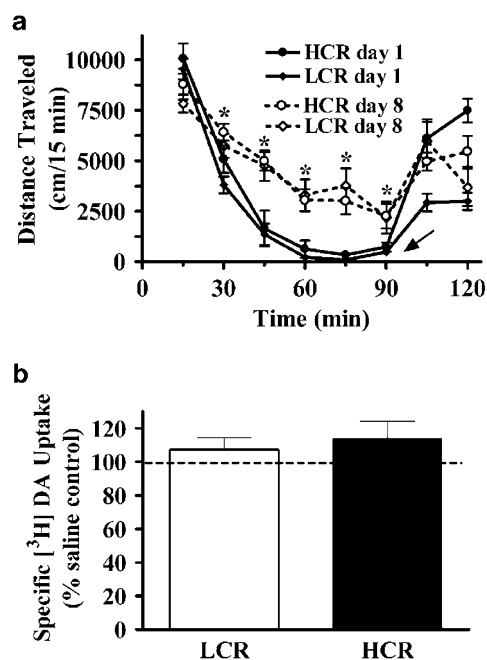 a
HCR day 1
LCR day 1
HCR day 8
LCR day 8
Distance Traveled
(cm/15 min)
10000
7500
5000
2500
0
* * * * *
0 30 60 90 120
Time (min)
b
Specific [³H] DA Uptake
(% saline control)
120
100
80
60
40
20
0
LCR HCR